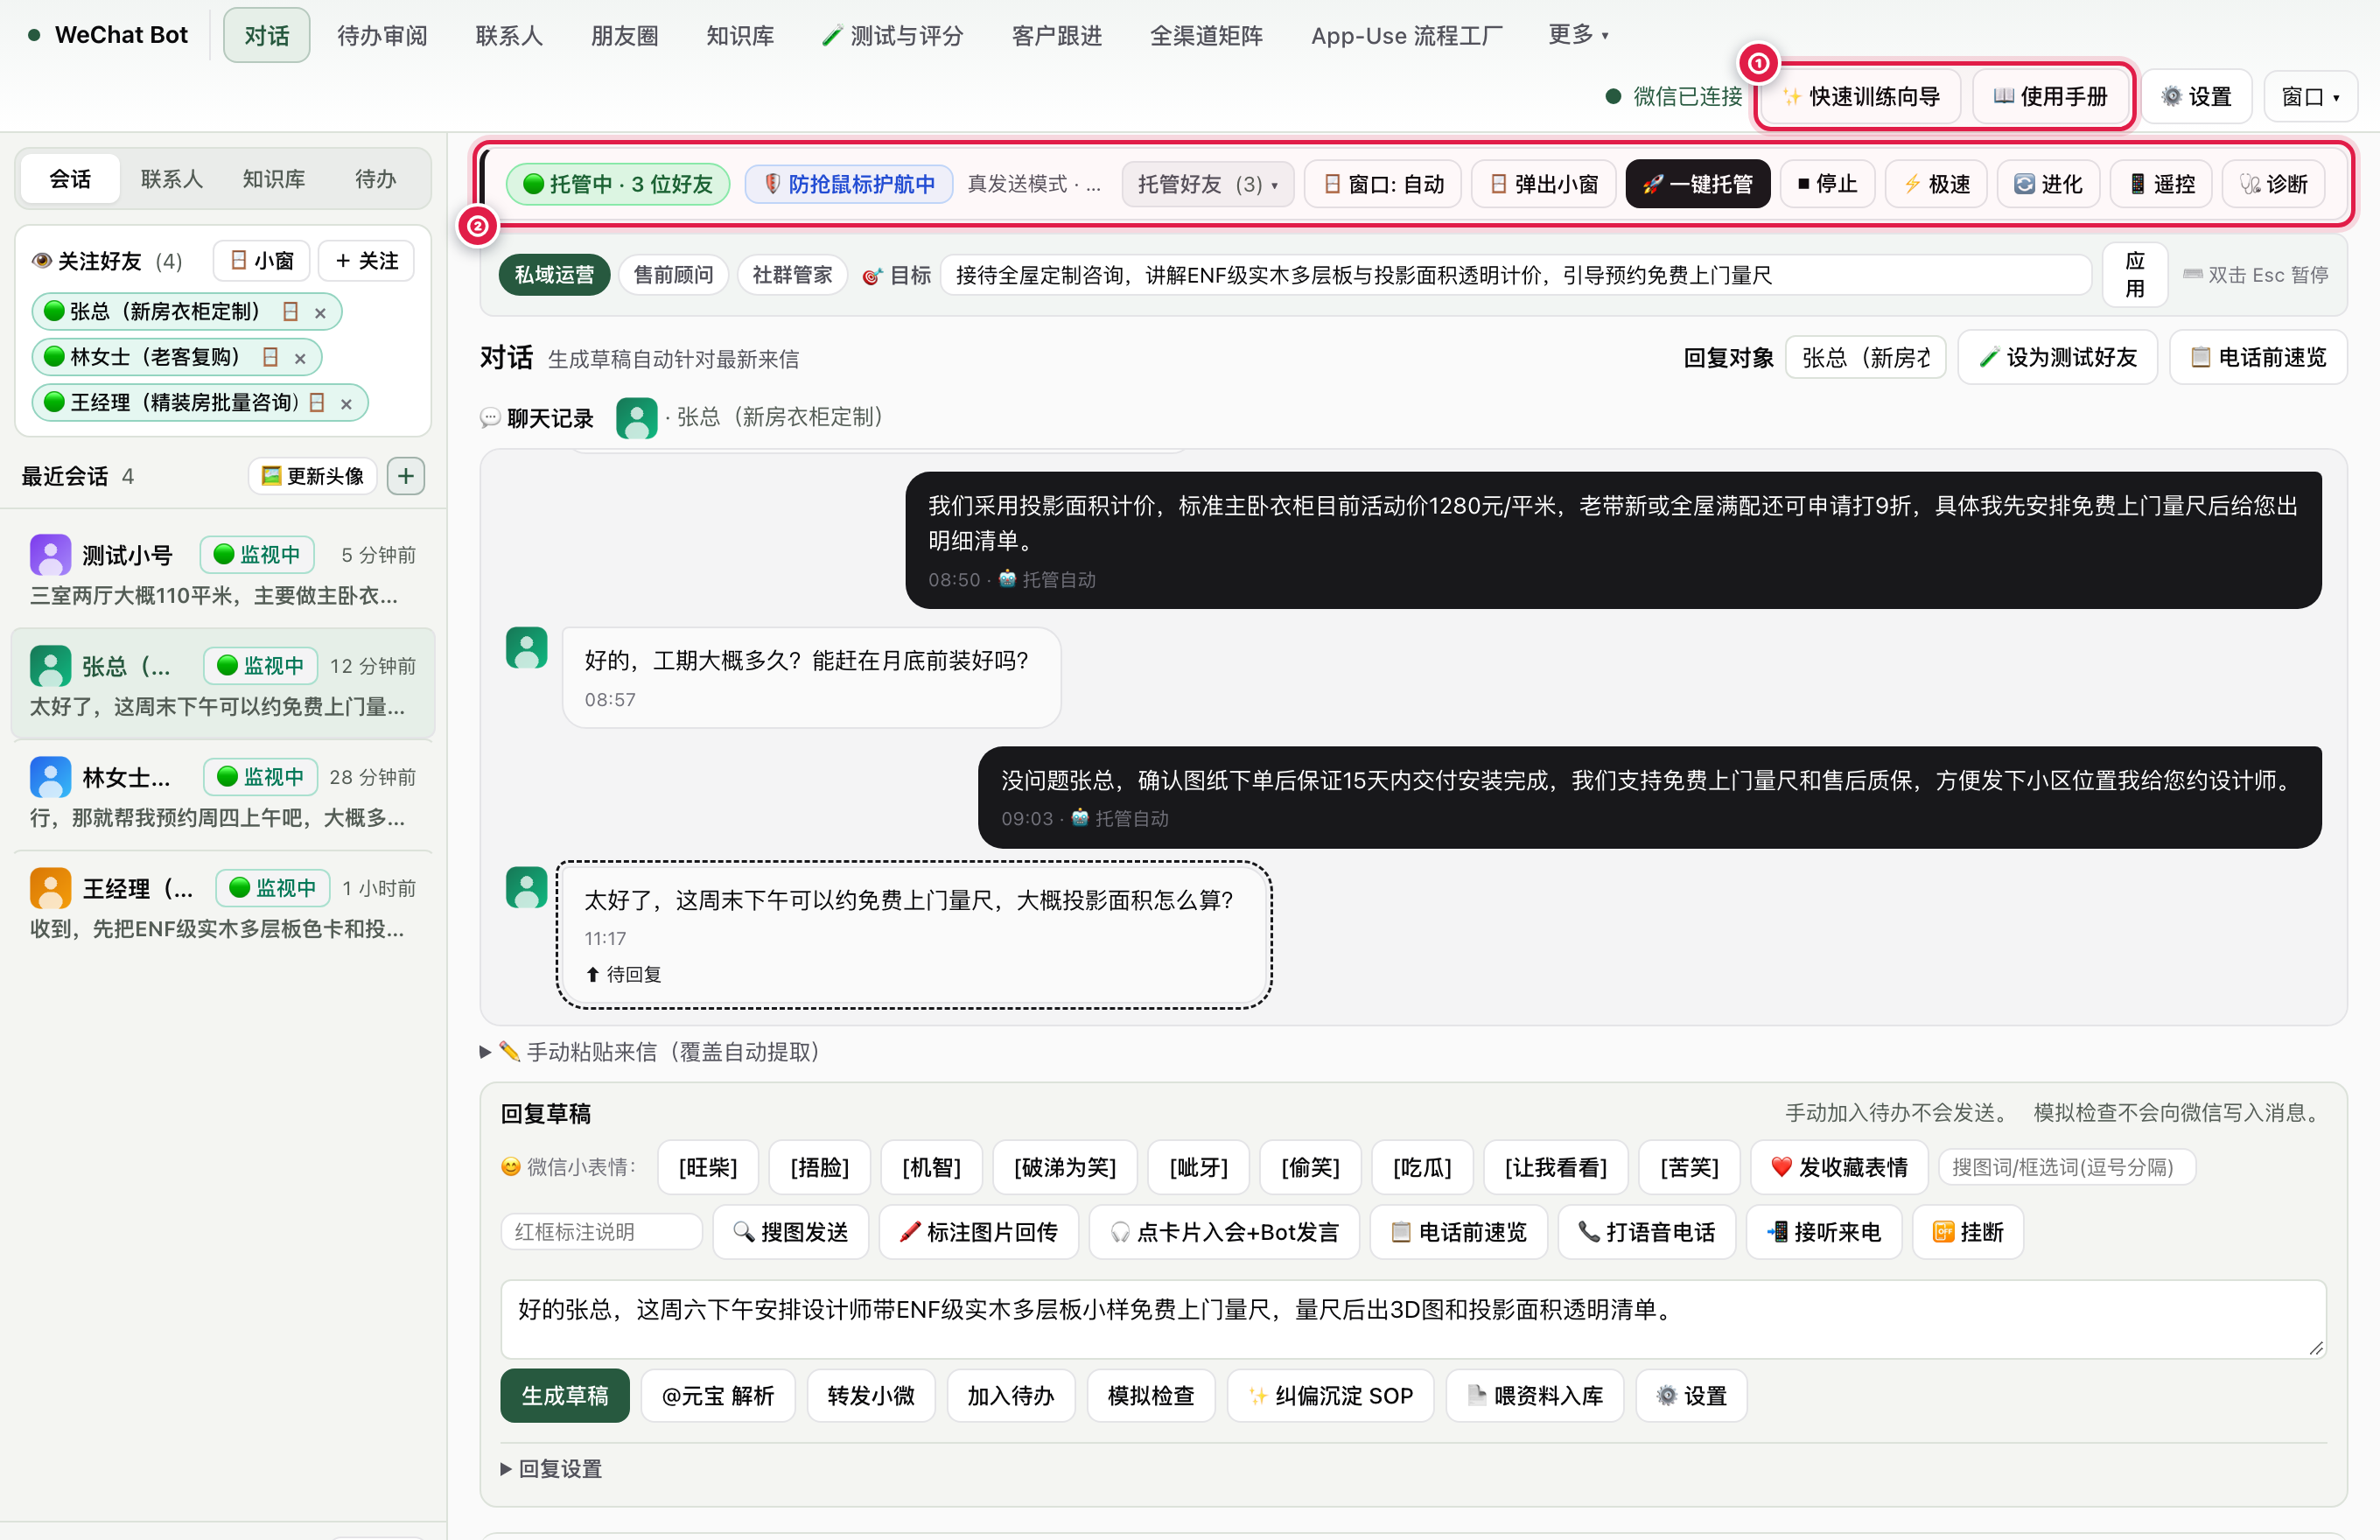 WeChat Bot 对话 待办审阅 联系人 朋友圈 知识库 🧪 测试与评分 客户跟进 全渠道矩阵 App-Use 流程工厂 更多 ▾
① 微信已连接 ✨ 快速训练向导 📖 使用手册 ⚙️ 设置 窗口 ▾
会话 联系人 知识库 待办
👁️ 关注好友 (4) 小窗 + 关注
张总（新房衣柜定制） ×
林女士（老客复购） ×
王经理（精装房批量咨询） ×
最近会话 4 🖼️ 更新头像 +
测试小号 监视中 5 分钟前
三室两厅大概110平米，主要做主卧衣...
张总（... 监视中 12 分钟前
太好了，这周末下午可以约免费上门量...
林女士... 监视中 28 分钟前
行，那就帮我预约周四上午吧，大概多...
王经理（... 监视中 1 小时前
收到，先把ENF级实木多层板色卡和投...
② 托管中 · 3 位好友 防抢鼠标护航中 真发送模式 · ... 托管好友 (3) ▾ 窗口: 自动 弹出小窗 🚀 一键托管 ■ 停止 ⚡ 极速 🔄 进化 📱 遥控 🩺 诊断
私域运营 售前顾问 社群管家 🎯 目标 接待全屋定制咨询，讲解ENF级实木多层板与投影面积透明计价，引导预约免费上门量尺 应用 ⌨️ 双击 Esc 暂停
对话 生成草稿自动针对最新来信 回复对象 张总（新房衣 🧪 设为测试好友 📋 电话前速览
💬 聊天记录 · 张总（新房衣柜定制）
我们采用投影面积计价，标准主卧衣柜目前活动价1280元/平米，老带新或全屋满配还可申请打9折，具体我先安排免费上门量尺后给您出
明细清单。
08:50 · 🤖 托管自动
好的，工期大概多久？能赶在月底前装好吗？
08:57
没问题张总，确认图纸下单后保证15天内交付安装完成，我们支持免费上门量尺和售后质保，方便发下小区位置我给您约设计师。
09:03 · 🤖 托管自动
太好了，这周末下午可以约免费上门量尺，大概投影面积怎么算？
11:17
⬆ 待回复
▶ ✏️ 手动粘贴来信（覆盖自动提取）
回复草稿 手动加入待办不会发送。 模拟检查不会向微信写入消息。
😊 微信小表情： [旺柴] [捂脸] [机智] [破涕为笑] [呲牙] [偷笑] [吃瓜] [让我看看] [苦笑] ❤️ 发收藏表情 搜图词/框选词(逗号分隔)
红框标注说明 🔍 搜图发送 🖍️ 标注图片回传 🎧 点卡片入会+Bot发言 📋 电话前速览 📞 打语音电话 📲 接听来电 📴 挂断
好的张总，这周六下午安排设计师带ENF级实木多层板小样免费上门量尺，量尺后出3D图和投影面积透明清单。
生成草稿 @元宝 解析 转发小微 加入待办 模拟检查 ✨ 纠偏沉淀 SOP 📄 喂资料入库 ⚙️ 设置
▶ 回复设置